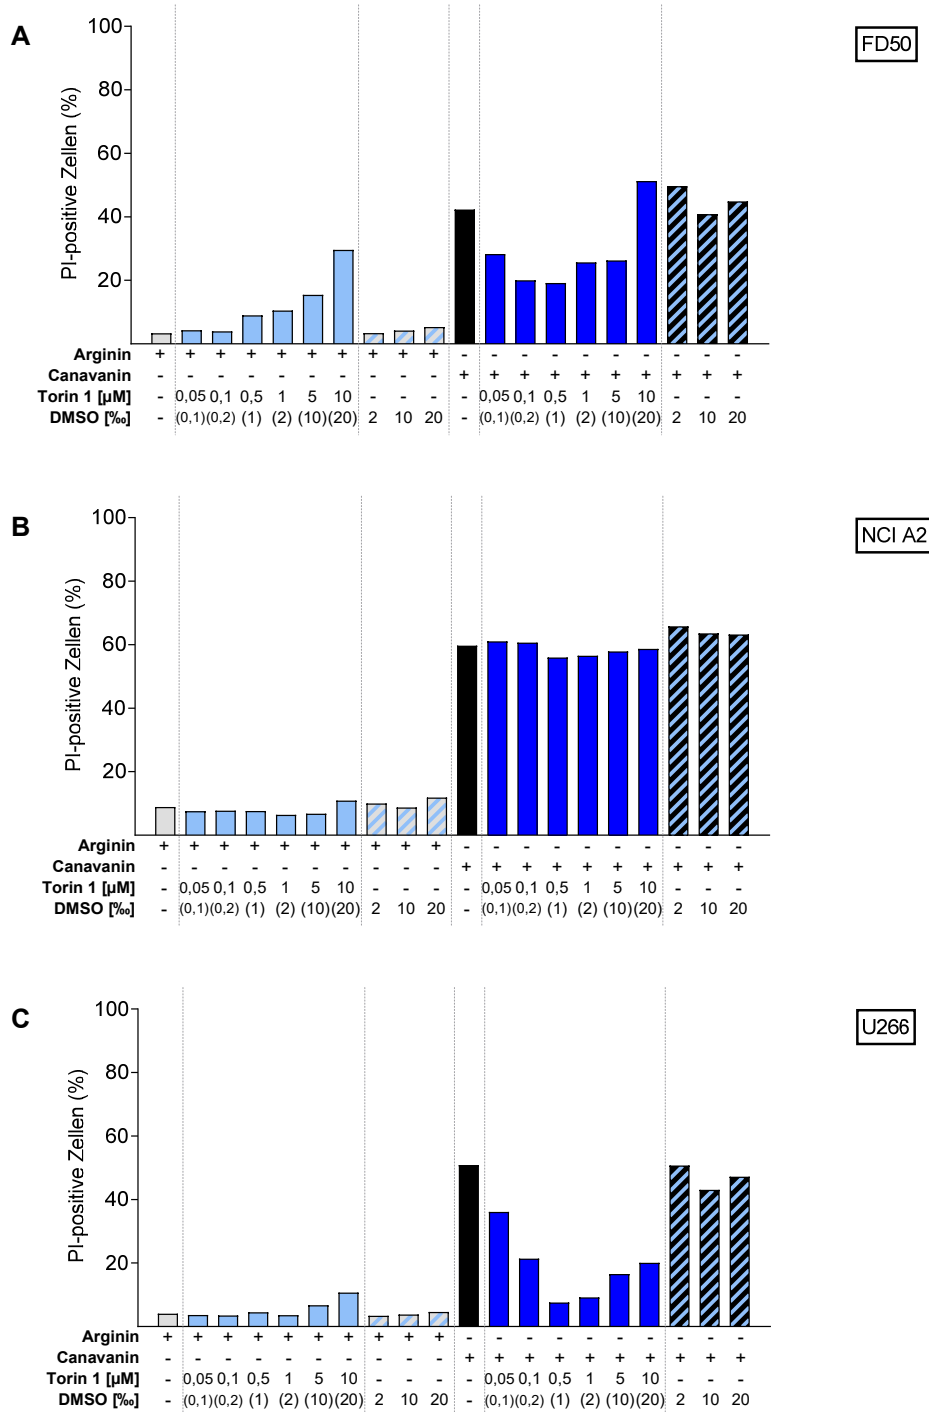 A
FD50
PI-positive Zellen (%)
100
80
60
40
20
Arginin + + + + + + + + + + - - - - - - - - - -
Canavanin - - - - - - - - - - + + + + + + + + + +
Torin 1 [µM] - 0,05 0,1 0,5 1 5 10 - - - - 0,05 0,1 0,5 1 5 10 - - -
DMSO [‰] - (0,1) (0,2) (1) (2) (10) (20) 2 10 20 - (0,1) (0,2) (1) (2) (10) (20) 2 10 20
B
NCI A2
PI-positive Zellen (%)
100
80
60
40
20
Arginin + + + + + + + + + + - - - - - - - - - -
Canavanin - - - - - - - - - - + + + + + + + + + +
Torin 1 [µM] - 0,05 0,1 0,5 1 5 10 - - - - 0,05 0,1 0,5 1 5 10 - - -
DMSO [‰] - (0,1) (0,2) (1) (2) (10) (20) 2 10 20 - (0,1) (0,2) (1) (2) (10) (20) 2 10 20
C
U266
PI-positive Zellen (%)
100
80
60
40
20
Arginin + + + + + + + + + + - - - - - - - - - -
Canavanin - - - - - - - - - - + + + + + + + + + +
Torin 1 [µM] - 0,05 0,1 0,5 1 5 10 - - - - 0,05 0,1 0,5 1 5 10 - - -
DMSO [‰] - (0,1) (0,2) (1) (2) (10) (20) 2 10 20 - (0,1) (0,2) (1) (2) (10) (20) 2 10 20